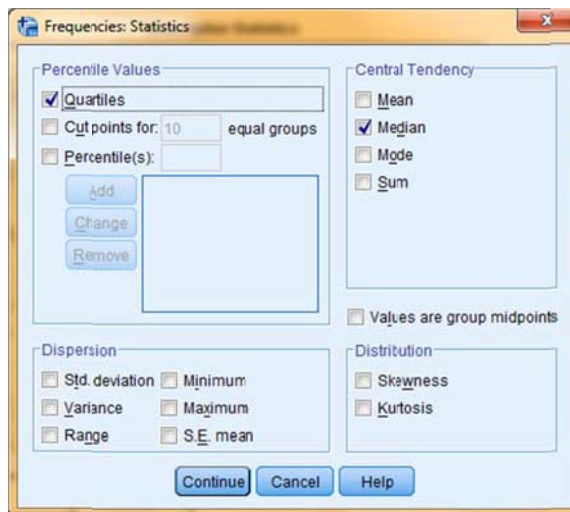 Frequencies: Statistics
Percentile Values
Quartiles
Cut points for: 10 equal groups
Percentile(s):
Add
Change
Remove
Central Tendency
Mean
Median
Mode
Sum
Values are group midpoints
Dispersion
Std. deviation Minimum
Variance Maximum
Range S.E. mean
Distribution
Skewness
Kurtosis
Continue Cancel Help